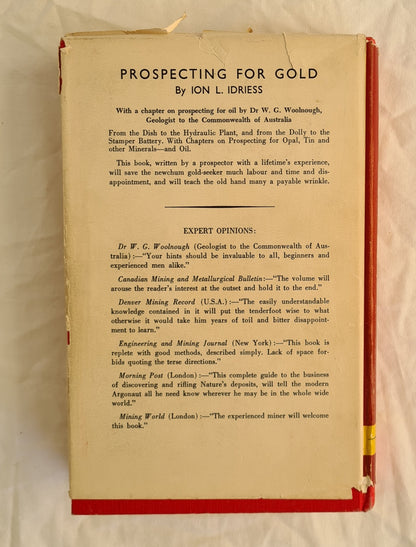 PROSPECTING FOR GOLD
By ION L. IDRIESS
With a chapter on prospecting for oil by Dr W. G. Woolnough,
Geologist to the Commonwealth of Australia
From the Dish to the Hydraulic Plant, and from the Dolly to the
Stamper Battery. With Chapters on Prospecting for Opal, Tin and
other Minerals—and Oil.
This book, written by a prospector with a lifetime's experience,
will save the newchum gold-seeker much labour and time and dis-
appointment, and will teach the old hand many a payable wrinkle.
EXPERT OPINIONS:
Dr W. G. Woolnough (Geologist to the Commonwealth of Aus-
tralia) :—"Your hints should be invaluable to all, beginners and
experienced men alike."
Canadian Mining and Metallurgical Bulletin:—"The volume will
arouse the reader's interest at the outset and hold it to the end."
Denver Mining Record (U.S.A.) :—"The easily understandable
knowledge contained in it will put the tenderfoot wise to what
otherwise it would take him years of toil and bitter disappoint-
ment to learn."
Engineering and Mining Journal (New York) :—"This book is
replete with good methods, described simply. Lack of space for-
bids quoting the terse directions."
Morning Post (London) :—"This complete guide to the business
of discovering and rifling Nature's deposits, will tell the modern
Argonaut all he need know wherever he may be in the whole wide
world."
Mining World (London) :—"The experienced miner will welcome
this book."